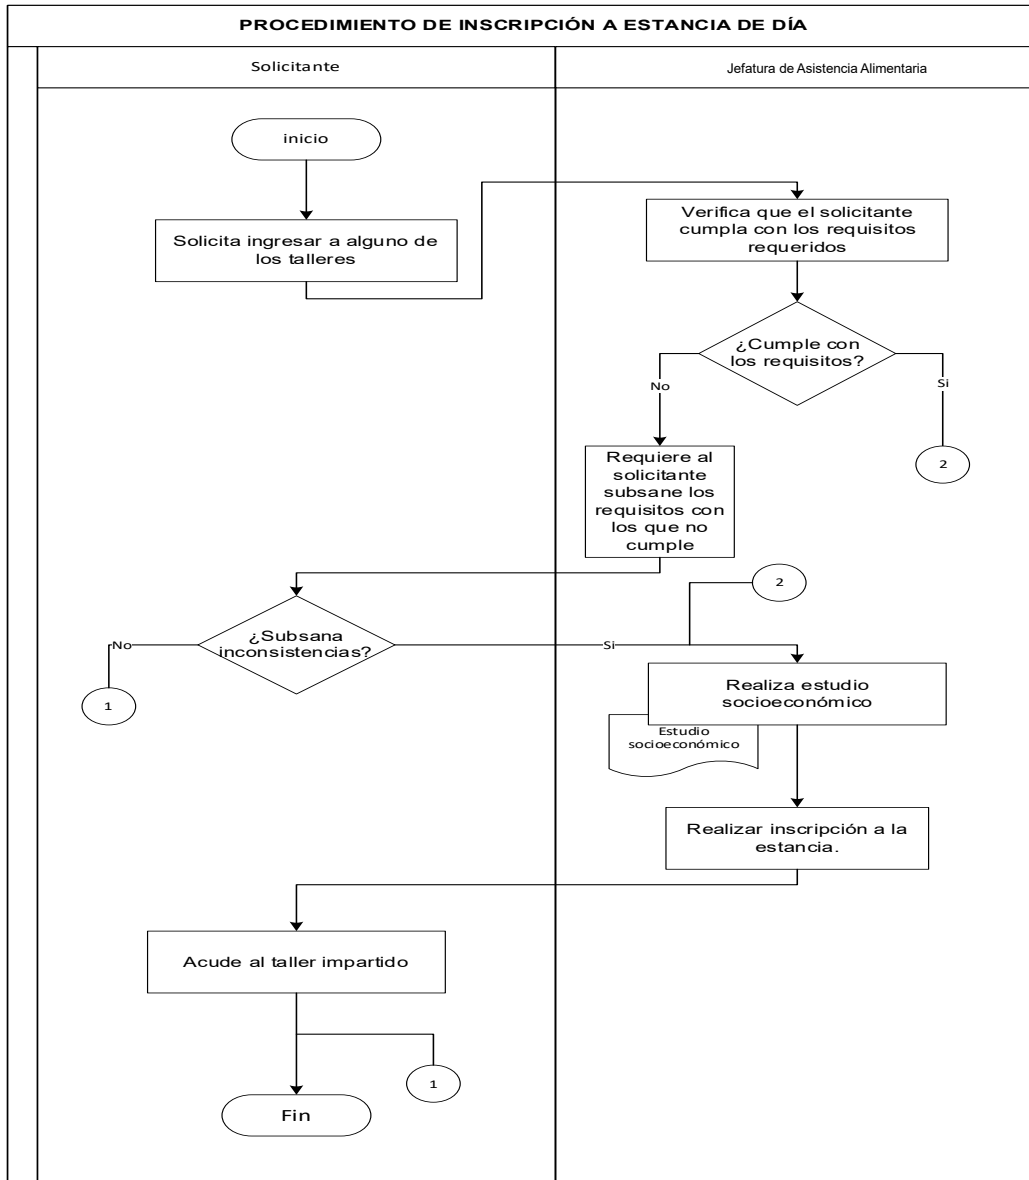 PROCEDIMIENTO DE INSCRIPCIÓN A ESTANCIA DE DÍA
Solicitante
Jefatura de Asistencia Alimentaria
inicio
Solicita ingresar a alguno de
los talleres
Verifica que el solicitante
cumpla con los requisitos
requeridos
¿Cumple con
los requisitos?
No
Si
2
Requiere al
solicitante
subsane los
requisitos con
los que no
cumple
2
¿Subsana
inconsistencias?
No
Si
1
Realiza estudio
socioeconómico
Estudio
socioeconómico
Realizar inscripción a la
estancia.
Acude al taller impartido
1
Fin